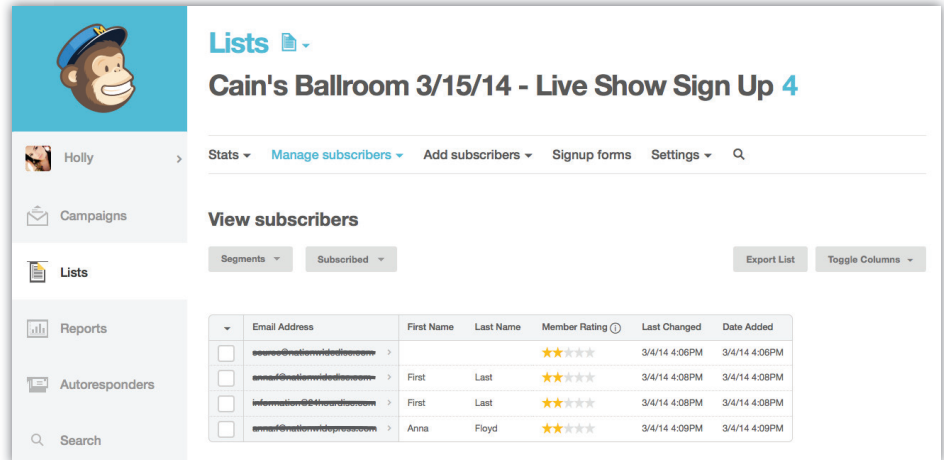 Lists
Cain's Ballroom 3/15/14 - Live Show Sign Up 4
Holly
Stats Manage subscribers Add subscribers Signup forms Settings
Campaigns
View subscribers
Segments Subscribed Export List Toggle Columns
Lists
Reports
Email Address First Name Last Name Member Rating Last Changed Date Added
3/4/14 4:06PM 3/4/14 4:06PM
First Last 3/4/14 4:08PM 3/4/14 4:08PM
Autoresponders
First Last 3/4/14 4:08PM 3/4/14 4:08PM
Anna Floyd 3/4/14 4:09PM 3/4/14 4:09PM
Search